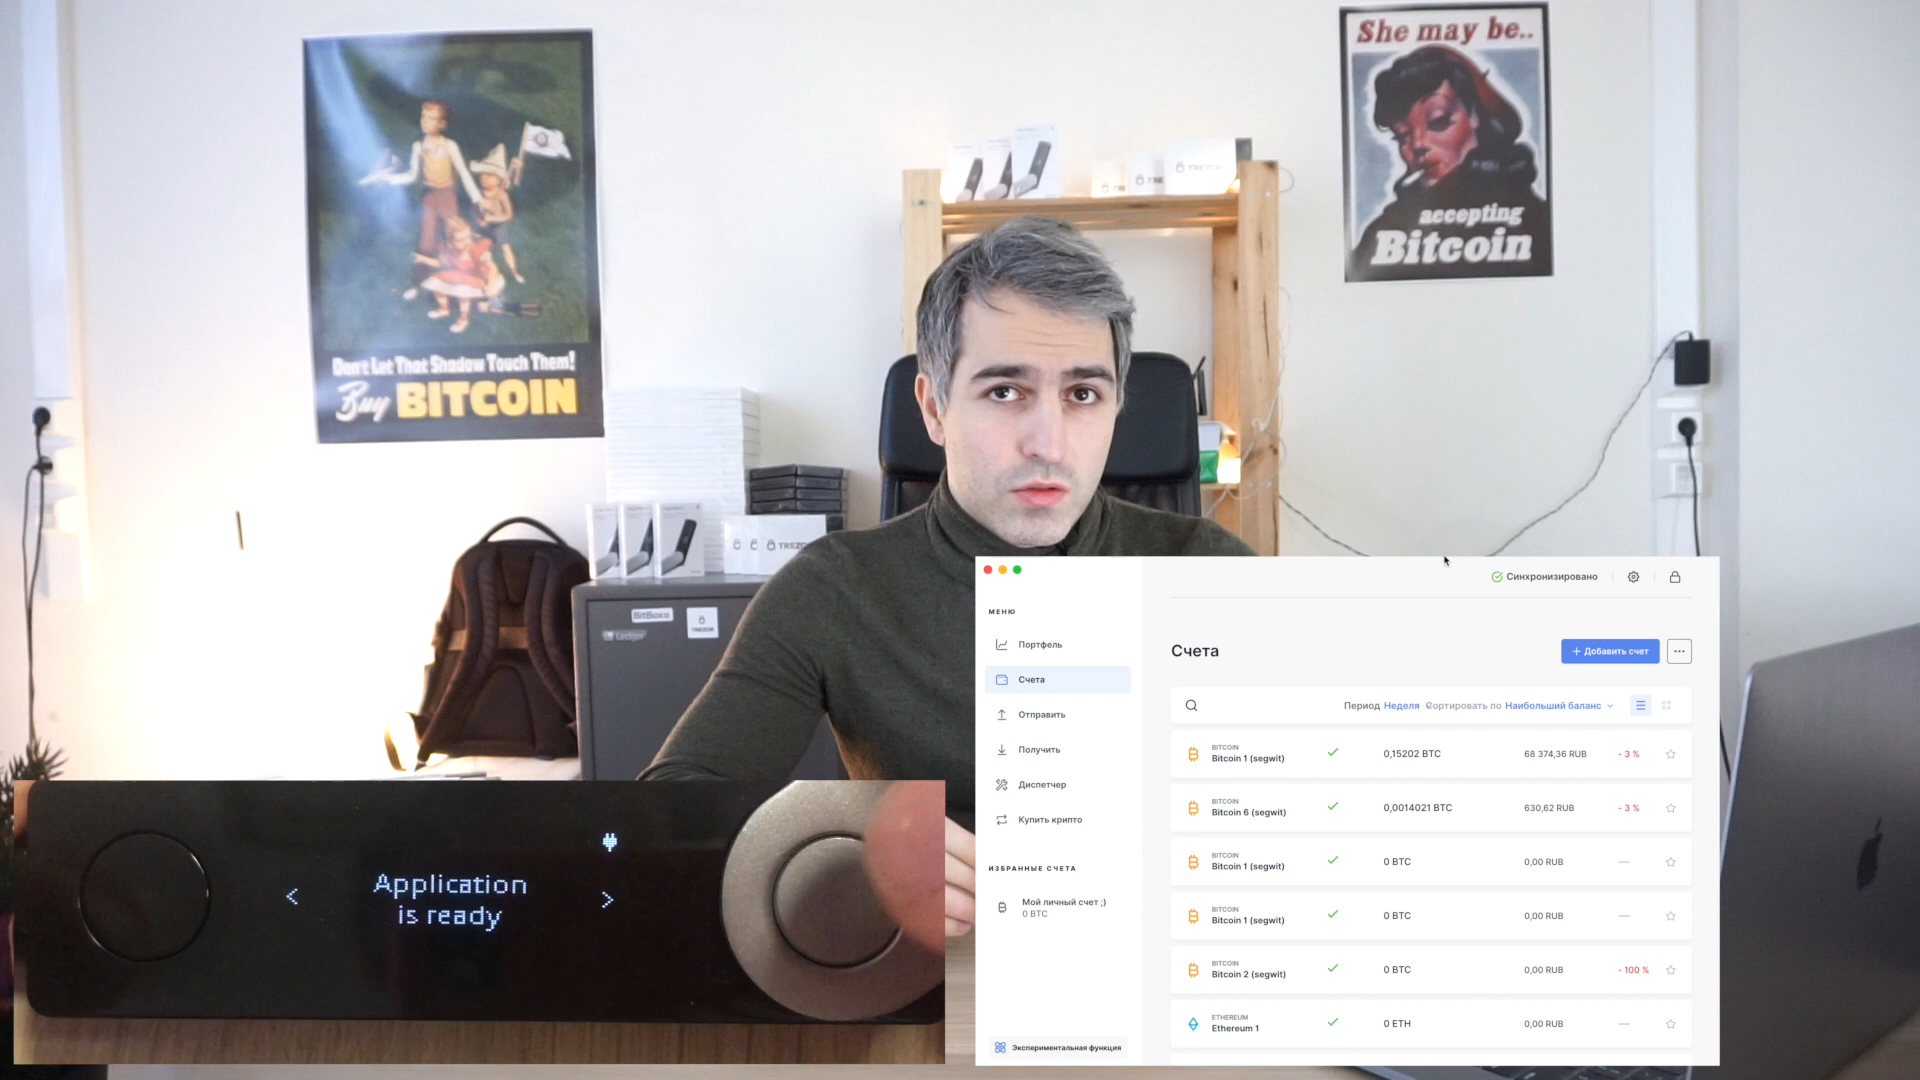 She may be..
accepting
Bitcoin
Don't Let That Shadow Touch Them!
Buy BITCOIN
TREZOR
TREZOR
BitBox02
TREZOR
Ledger
Application
is ready
Синхронизировано
МЕНЮ
Портфель
Счета
Отправить
Получить
Диспетчер
Купить крипто
ИЗБРАННЫЕ СЧЕТА
Мой личный счет ;)
0 BTC
Экспериментальная функция
Счета
+ Добавить счет
Период Неделя Сортировать по Наибольший баланс
BITCOIN
Bitcoin 1 (segwit) 0,15202 BTC 68 374,36 RUB - 3 %
BITCOIN
Bitcoin 6 (segwit) 0,0014021 BTC 630,62 RUB - 3 %
BITCOIN
Bitcoin 1 (segwit) 0 BTC 0,00 RUB —
BITCOIN
Bitcoin 1 (segwit) 0 BTC 0,00 RUB —
BITCOIN
Bitcoin 2 (segwit) 0 BTC 0,00 RUB - 100 %
ETHEREUM
Ethereum 1 0 ETH 0,00 RUB —